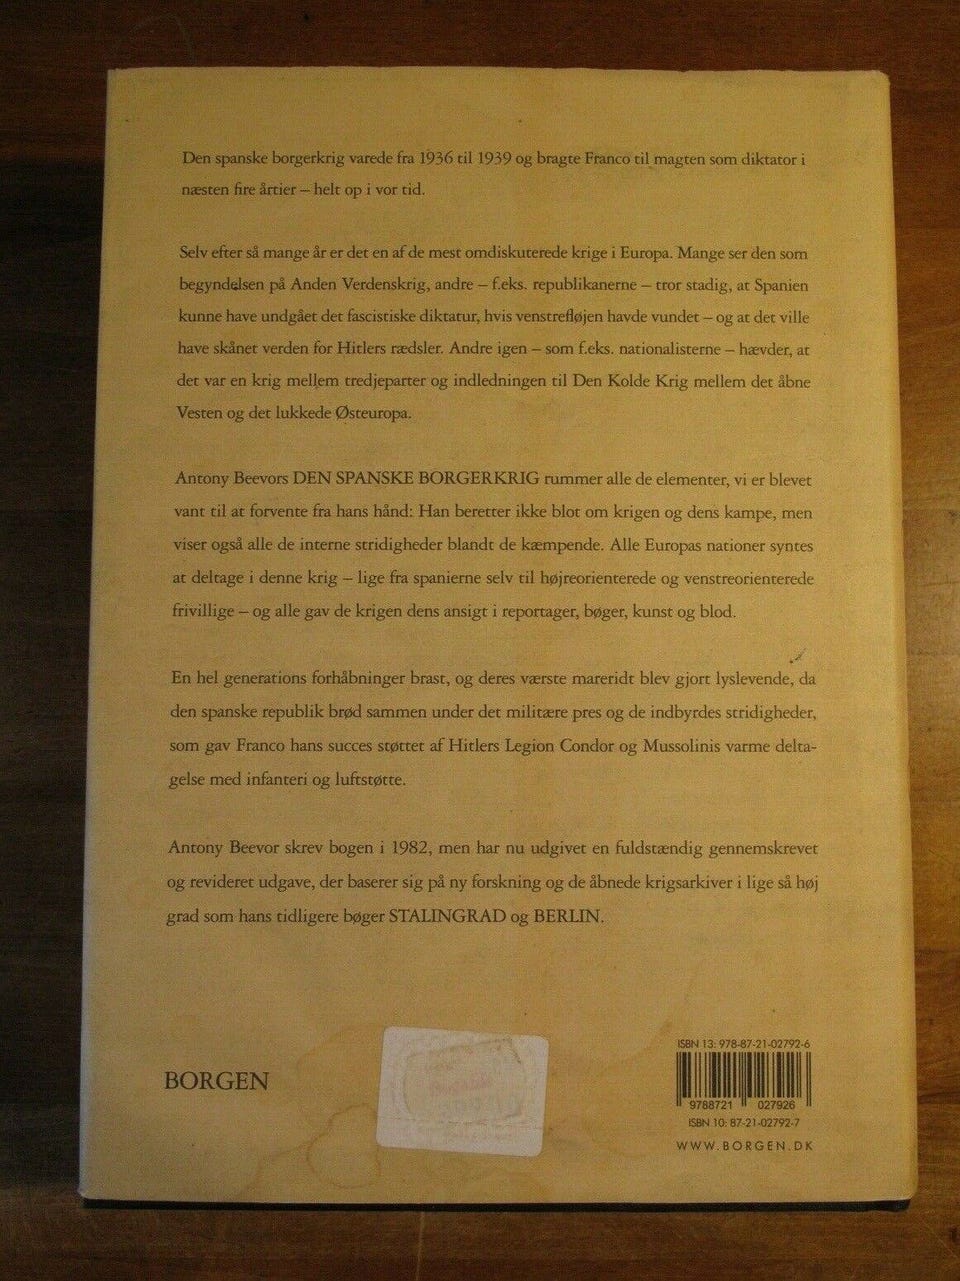 Den spanske borgerkrig varede fra 1936 til 1939 og bragte Franco til magten som diktator i
næsten fire årtier – helt op i vor tid.
Selv efter så mange år er det en af de mest omdiskuterede krige i Europa. Mange ser den som
begyndelsen på Anden Verdenskrig, andre – f.eks. republikanerne – tror stadig, at Spanien
kunne have undgået det fascistiske diktatur, hvis venstrefløjen havde vundet – og at det ville
have skånet verden for Hitlers rædsler. Andre igen – som f.eks. nationalisterne – hævder, at
det var en krig mellem tredjeparter og indledningen til Den Kolde Krig mellem det åbne
Vesten og det lukkede Østeuropa.
Antony Beevors DEN SPANSKE BORGERKRIG rummer alle de elementer, vi er blevet
vant til at forvente fra hans hånd: Han beretter ikke blot om krigen og dens kampe, men
viser også alle de interne stridigheder blandt de kæmpende. Alle Europas nationer syntes
at deltage i denne krig – lige fra spanierne selv til højreorienterede og venstreorienterede
frivillige – og alle gav de krigen dens ansigt i reportager, bøger, kunst og blod.
En hel generations forhåbninger brast, og deres værste mareridt blev gjort lyslevende, da
den spanske republik brød sammen under det militære pres og de indbyrdes stridigheder,
som gav Franco hans succes støttet af Hitlers Legion Condor og Mussolinis varme delta-
gelse med infanteri og luftstøtte.
Antony Beevor skrev bogen i 1982, men har nu udgivet en fuldstændig gennemskrevet
og revideret udgave, der baserer sig på ny forskning og de åbnede krigsarkiver i lige så høj
grad som hans tidligere bøger STALINGRAD og BERLIN.
BORGEN
ISBN 13: 978-87-21-02792-6
9788721 027926
ISBN 10: 87-21-02792-7
WWW.BORGEN.DK